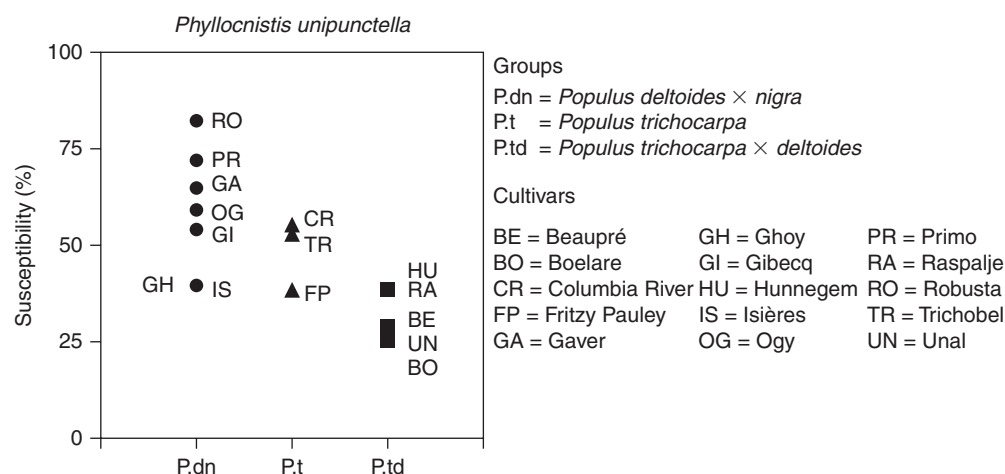 Phyllocnistis unipunctella
100
75
50
25
0
Susceptibility (%)
RO
PR
GA
OG
GI
GH IS
CR
TR
FP
HU
RA
BE
UN
BO
P.dn P.t P.td
Groups
P.dn = Populus deltoides × nigra
P.t = Populus trichocarpa
P.td = Populus trichocarpa × deltoides
Cultivars
BE = Beaupré GH = Ghoy PR = Primo
BO = Boelare GI = Gibecq RA = Raspalje
CR = Columbia River HU = Hunnegem RO = Robusta
FP = Fritzy Pauley IS = Isières TR = Trichobel
GA = Gaver OG = Ogy UN = Unal